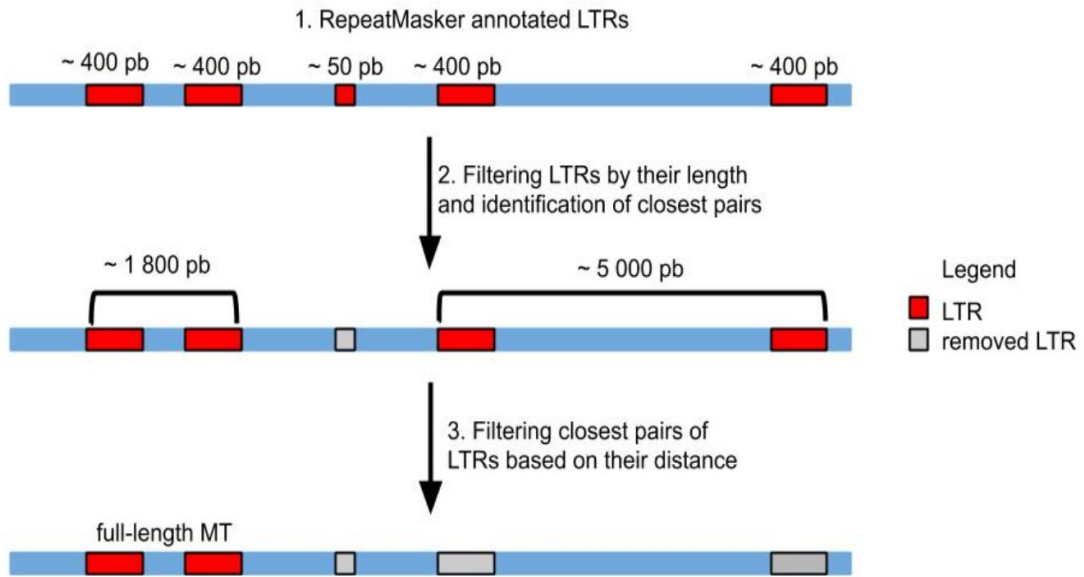 1. RepeatMasker annotated LTRs
~ 400 pb ~ 400 pb ~ 50 pb ~ 400 pb ~ 400 pb
2. Filtering LTRs by their length
and identification of closest pairs
~ 1 800 pb ~ 5 000 pb
Legend
LTR
removed LTR
3. Filtering closest pairs of
LTRs based on their distance
full-length MT